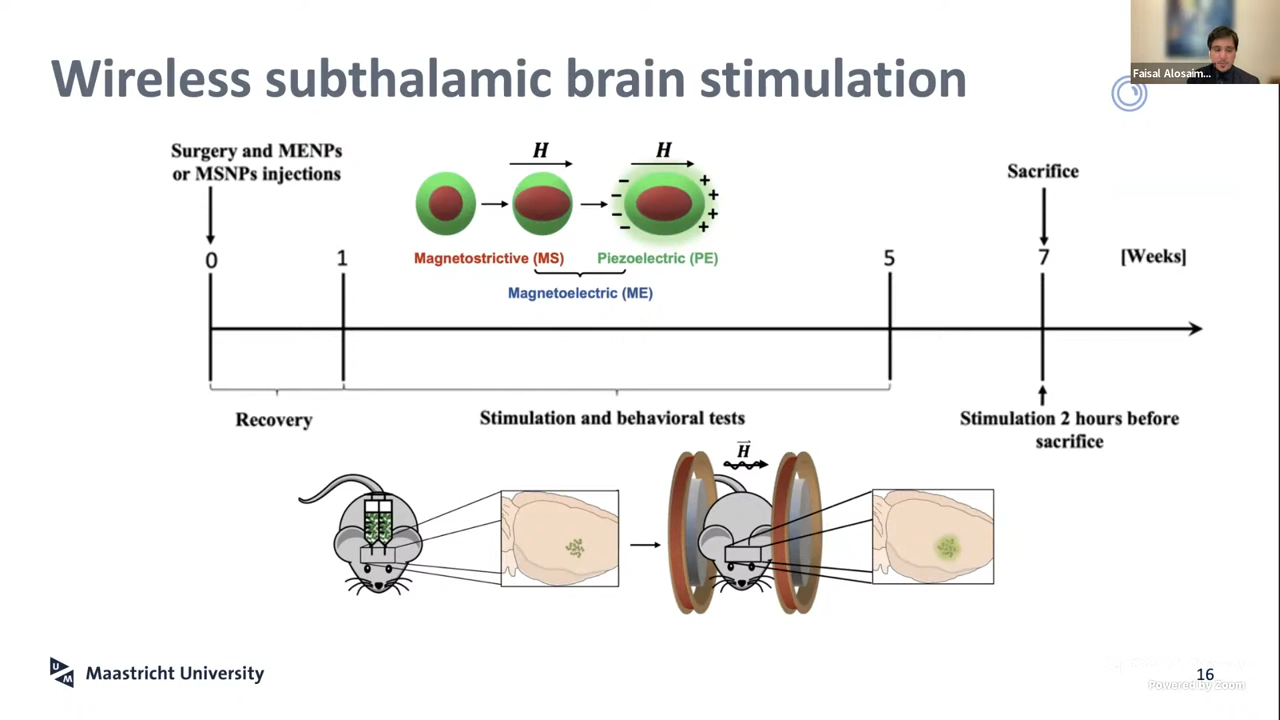 Faisal Alosaim...
Wireless subthalamic brain stimulation
Surgery and MENPs
or MSNPs injections
H
H
Sacrifice
Magnetostrictive (MS)
Piezoelectric (PE)
Magnetoelectric (ME)
0
1
5
7
[Weeks]
Recovery
Stimulation and behavioral tests
Stimulation 2 hours before
sacrifice
H
UM
Maastricht University
16
Powered by Zoom